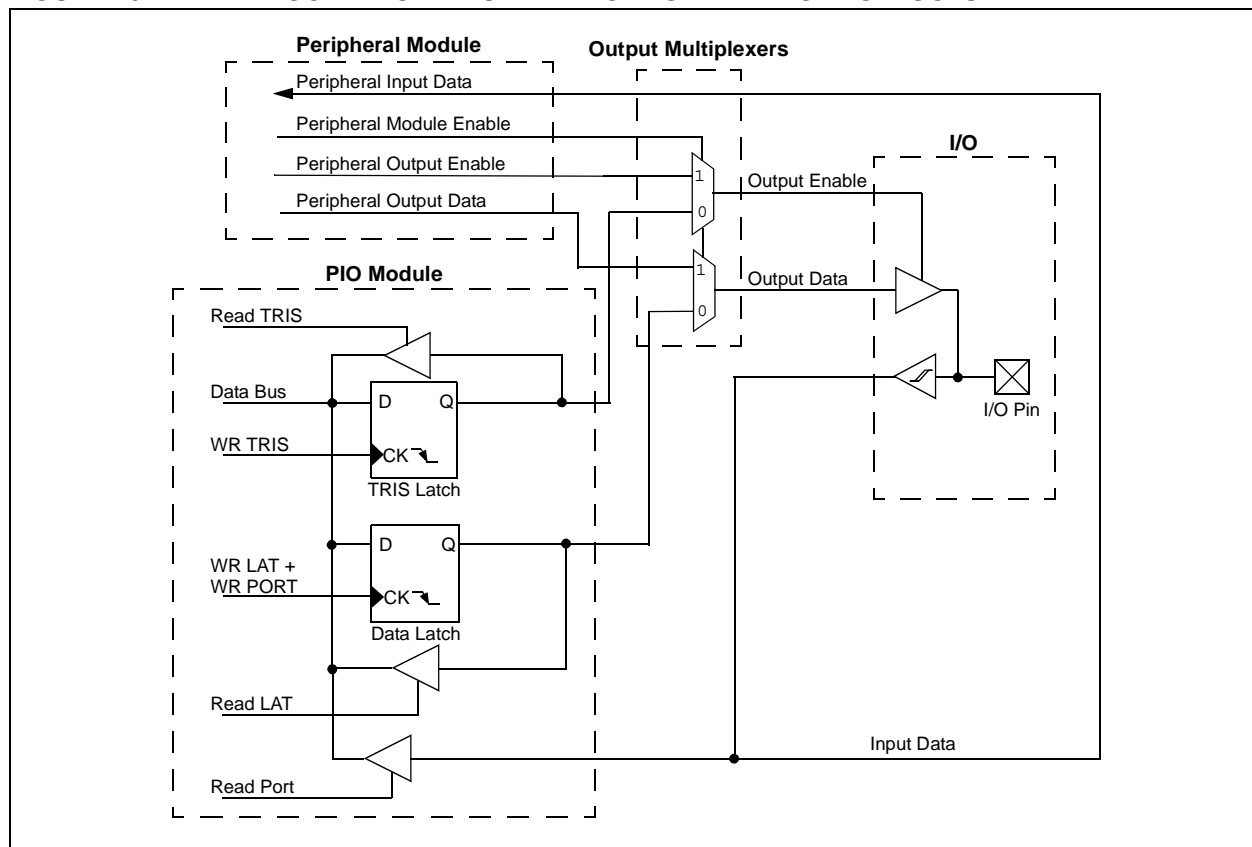 Peripheral Module
Peripheral Input Data
Peripheral Module Enable
Peripheral Output Enable
Peripheral Output Data
Output Multiplexers
1
0
1
0
Output Enable
Output Data
I/O
I/O Pin
PIO Module
Read TRIS
Data Bus
D Q
WR TRIS
CK
TRIS Latch
D Q
WR LAT +
WR PORT
CK
Data Latch
Read LAT
Read Port
Input Data